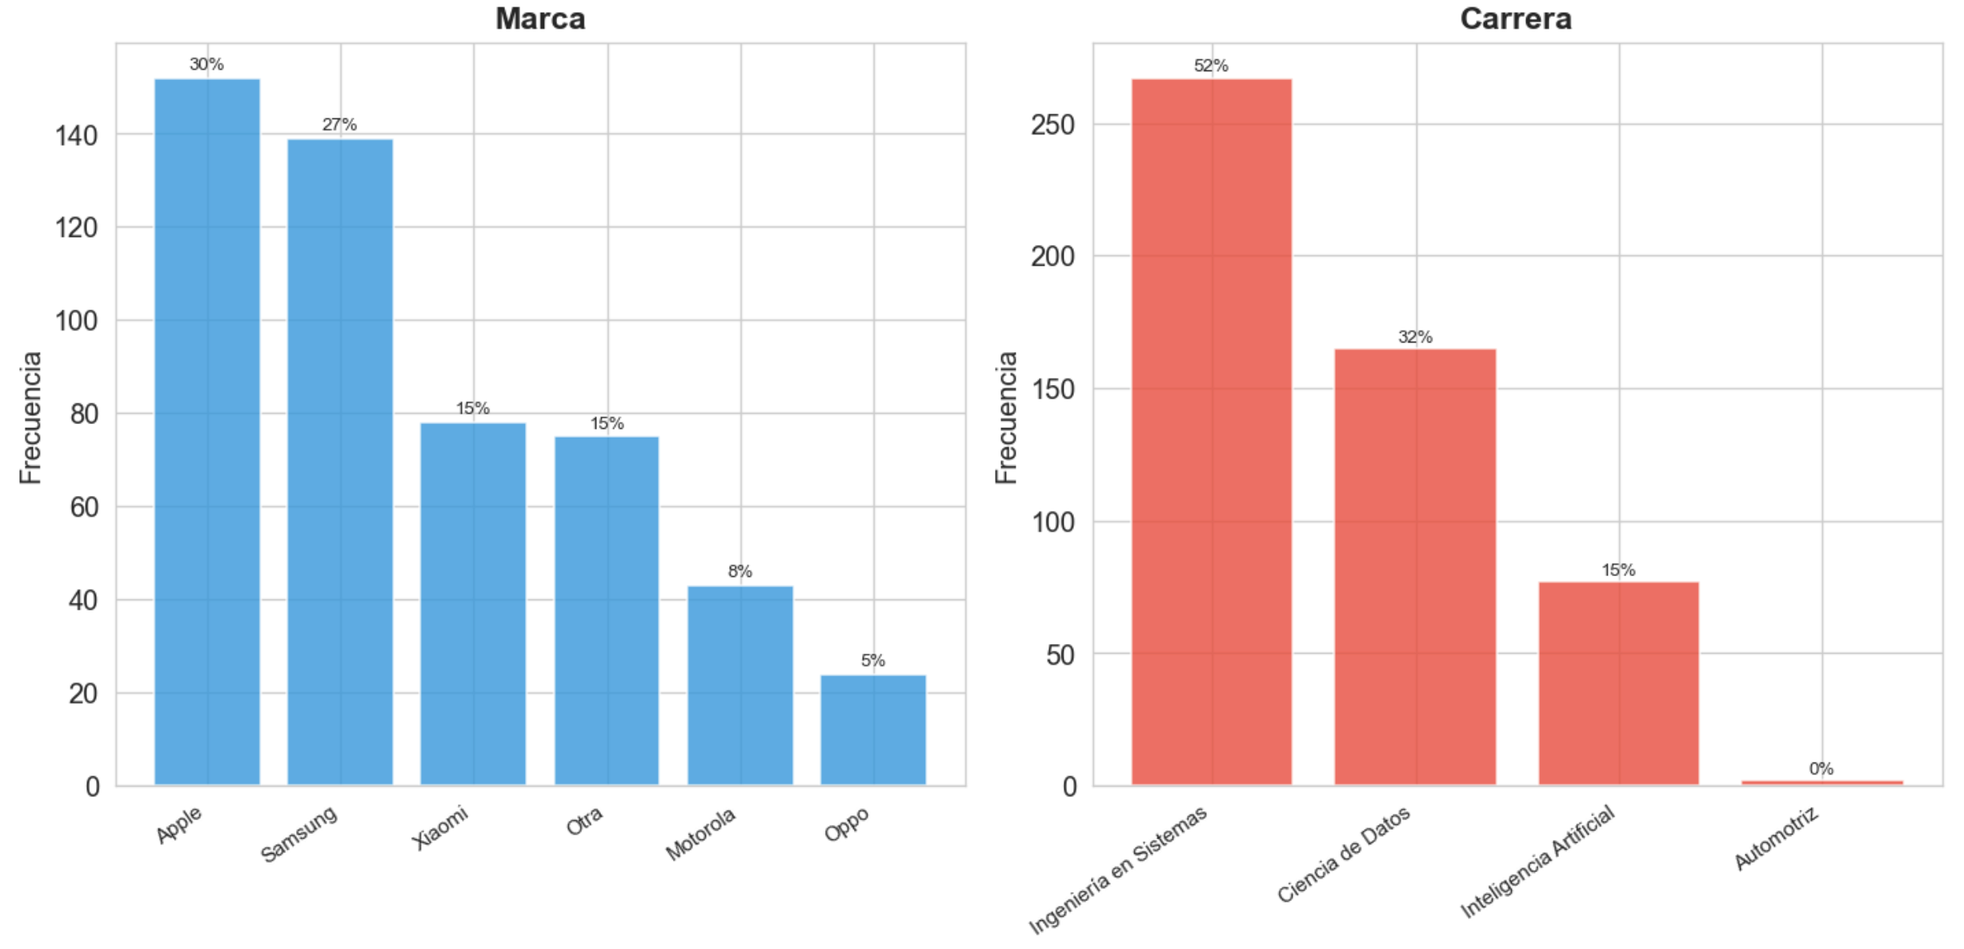 Marca
Frecuencia
140
120
100
80
60
40
20
0
30%
27%
15%
15%
8%
5%
Apple
Samsung
Xiaomi
Otra
Motorola
Oppo
Carrera
Frecuencia
250
200
150
100
50
0
52%
32%
15%
0%
Ingeniería en Sistemas
Ciencia de Datos
Inteligencia Artificial
Automotriz